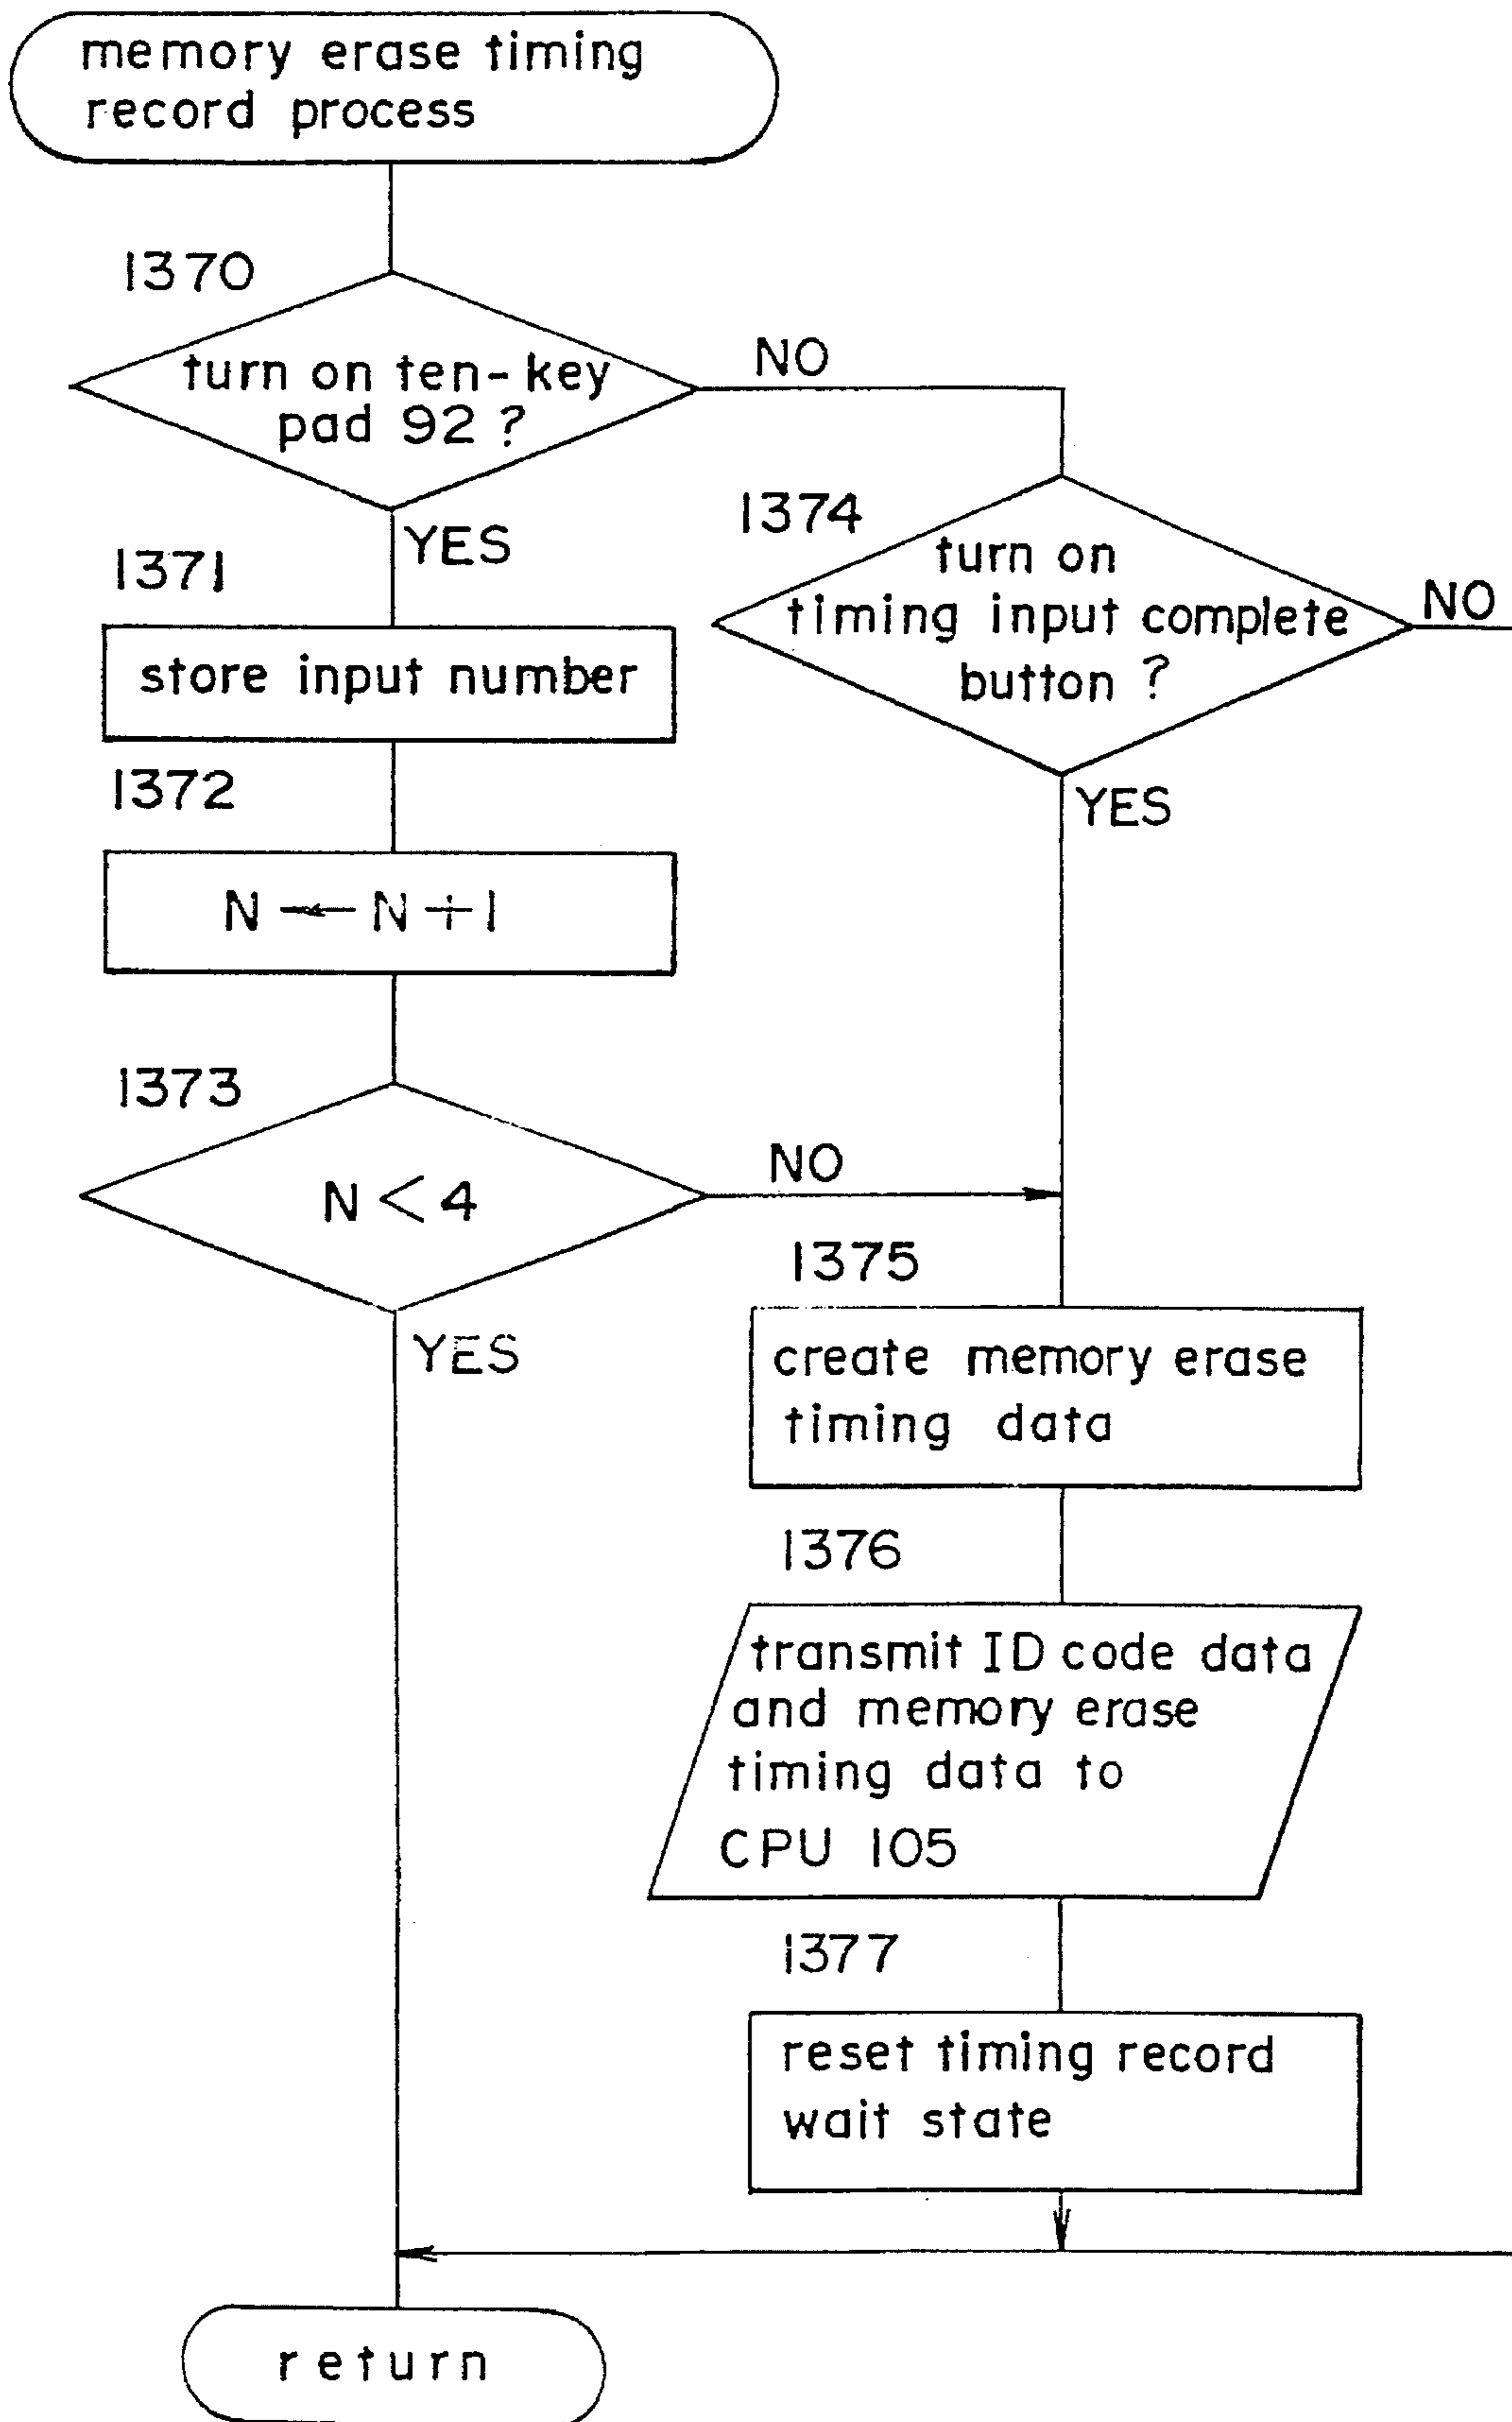 memory erase timing
record process
1370
turn on ten-key
pad 92 ?
NO
YES
1371
store input number
1372
N ← N + 1
1373
N < 4
NO
YES
1374
turn on
timing input complete
button ?
NO
YES
1375
create memory erase
timing data
1376
transmit ID code data
and memory erase
timing data to
CPU 105
1377
reset timing record
wait state
return